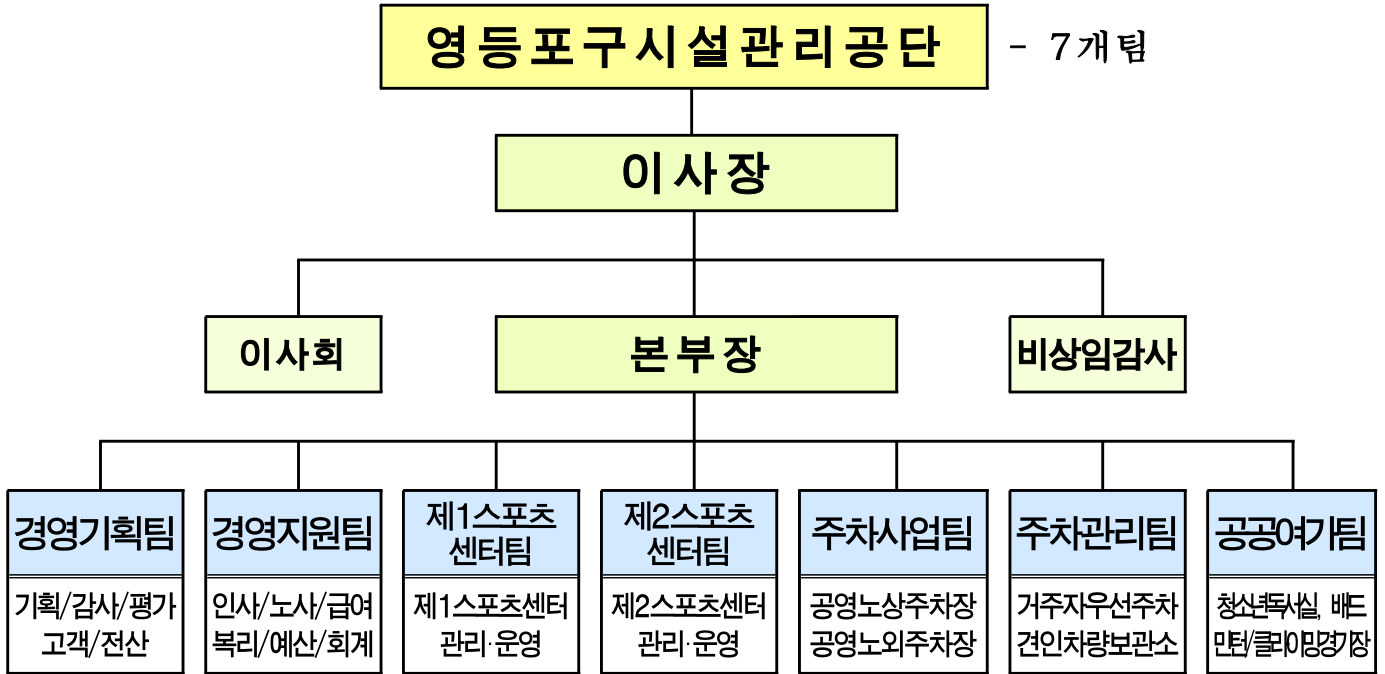 영등포구시설관리공단 - 7개팀
이사장
이사회 본부장 비상임감사
경영기획팀
기획/감사/평가
고객/전산
경영지원팀
인사/노사/급여
복리/예산/회계
제1스포츠
센터팀
제1스포츠센터
관리·운영
제2스포츠
센터팀
제2스포츠센터
관리·운영
주차사업팀
공영노상주차장
공영노외주차장
주차관리팀
거주자우선주차
견인차량보관소
공공여가팀
청소년독서실, 배드
민턴/클라이밍경기장